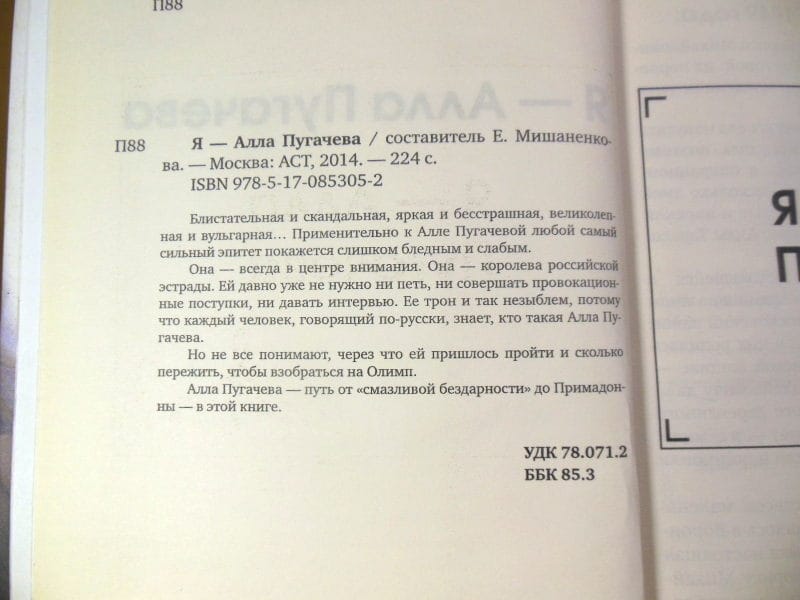 П88
П88 Я — Алла Пугачева / составитель Е. Мишаненко-
ва. — Москва: АСТ, 2014. — 224 с.
ISBN 978-5-17-085305-2
Блистательная и скандальная, яркая и бесстрашная, великолеп-
ная и вульгарная... Применительно к Алле Пугачевой любой самый
сильный эпитет покажется слишком бледным и слабым.
Она — всегда в центре внимания. Она — королева российской
эстрады. Ей давно уже не нужно ни петь, ни совершать провокацион-
ные поступки, ни давать интервью. Ее трон и так незыблем, потому
что каждый человек, говорящий по-русски, знает, кто такая Алла Пу-
гачева.
Но не все понимают, через что ей пришлось пройти и сколько
пережить, чтобы взобраться на Олимп.
Алла Пугачева — путь от «смазливой бездарности» до Примадон-
ны — в этой книге.
УДК 78.071.2
ББК 85.3
Я
П